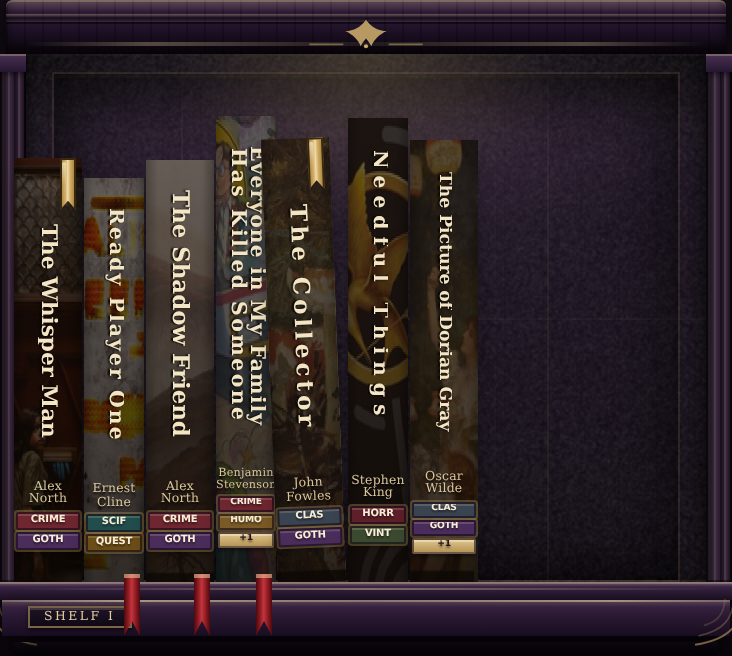 The Whisper Man
Alex
North
CRIME
GOTH
Ready Player One
Ernest
Cline
SCIF
QUEST
The Shadow Friend
Alex
North
CRIME
GOTH
Everyone in My Family
Has Killed Someone
Benjamin
Stevenson
CRIME
HUMO
+1
The Collector
John
Fowles
CLAS
GOTH
Needful Things
Stephen
King
HORR
VINT
The Picture of Dorian Gray
Oscar
Wilde
CLAS
GOTH
+1
SHELF I